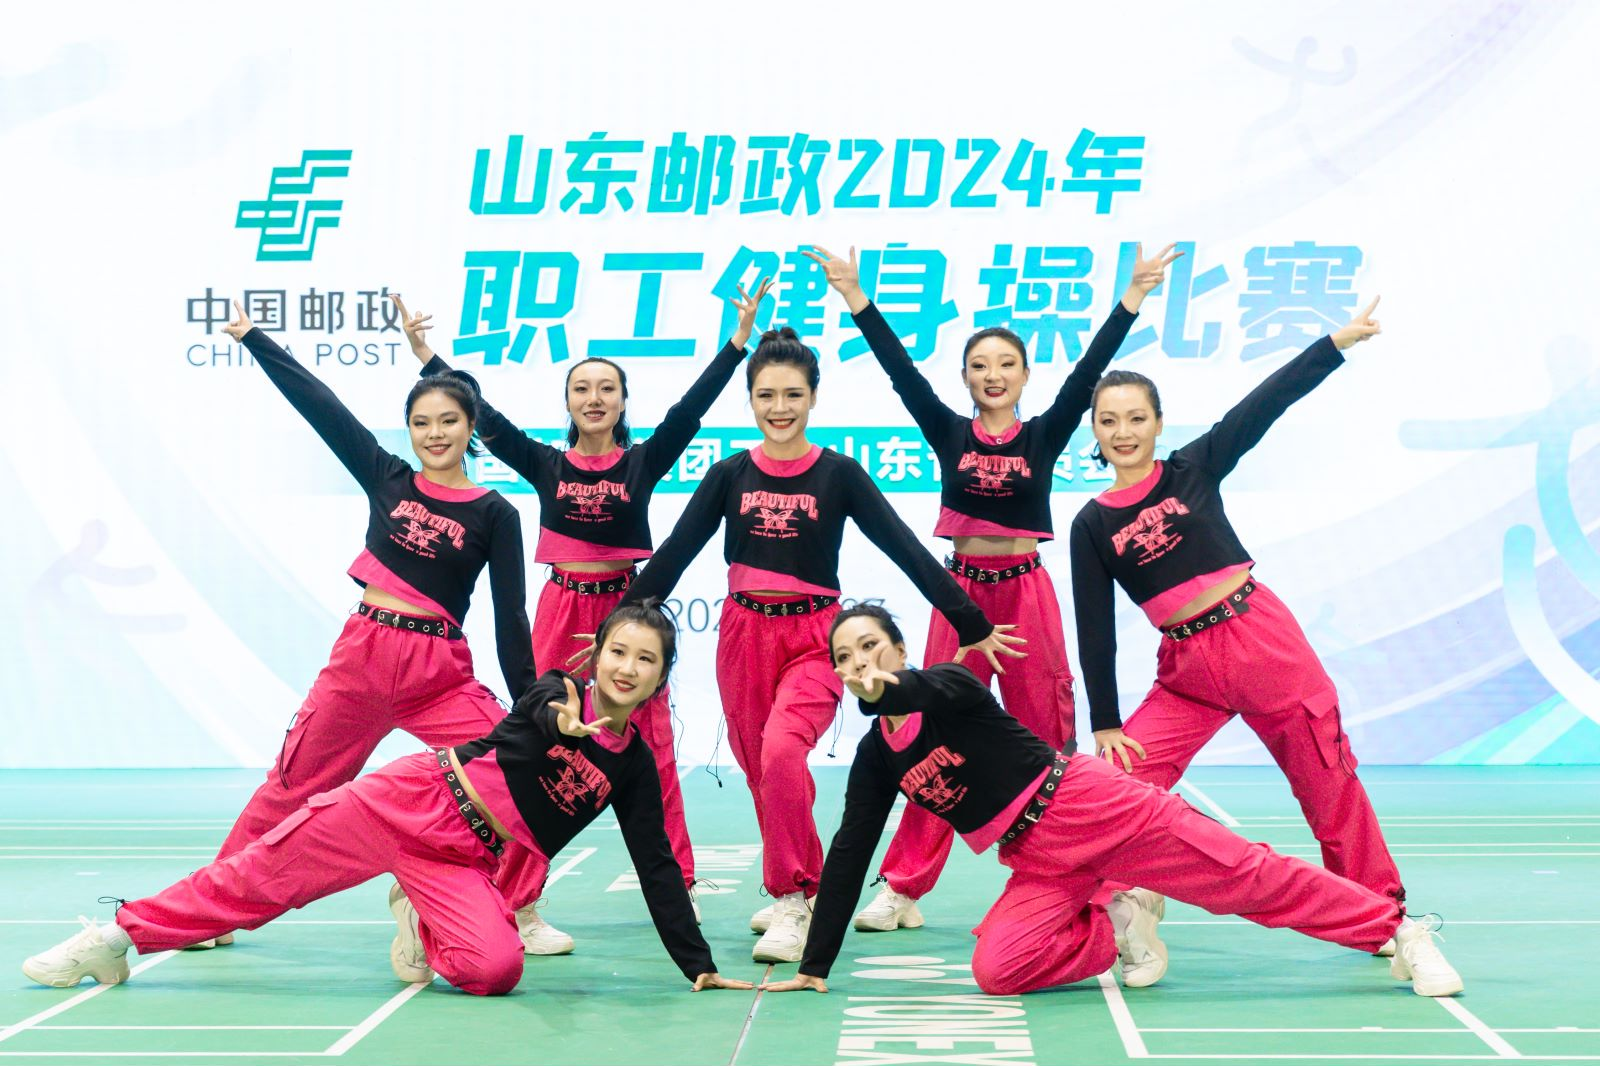 山东邮政2024年
职工健身操比赛
中国邮政
CHINA POST
BEAUTIFUL
BEAUTIFUL
BEAUTIFUL
BEAUTIFUL
BEAUTIFUL
BEAUTIFUL
BEAUTIFUL
YONEX